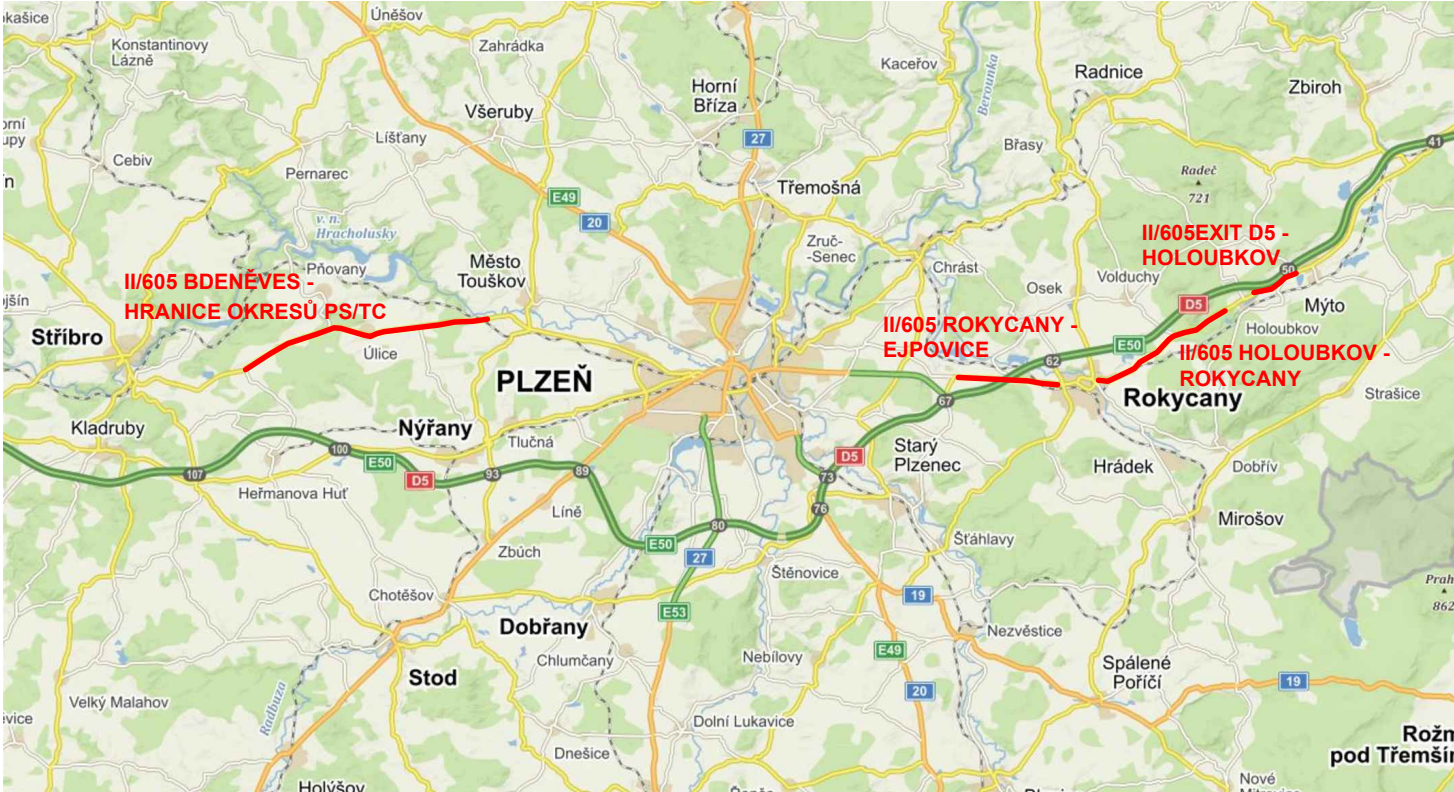 okašice
Úněšov
Konstantinovy
Lázně
Zahrádka
Kaceřov
Radnice
Zbiroh
Horní
Bříza
Všeruby
Berounka
27
41
Líšťany
Břasy
Cebiv
Pernarec
Radeč
721
Třemošná
E49
20
v. n.
Hracholusky
Zruč-
-Senec
II/605EXIT D5 -
HOLOUBKOV
Město
Touškov
Pňovany
Chrást
Volduchy
50
II/605 BDENĚVES -
HRANICE OKRESŮ PS/TC
Osek
D5
Mýto
II/605 ROKYCANY -
EJPOVICE
Holoubkov
Stříbro
Úlice
62
E50
II/605 HOLOUBKOV -
ROKYCANY
PLZEŇ
Rokycany
Strašice
67
Kladruby
Nýřany
Tlučná
Starý
Plzenec
100
E50
D5
107
93
89
73
D5
Hrádek
Dobřív
Heřmanova Huť
Líně
76
Mirošov
80
Zbůch
E50
27
Šťáhlavy
Štěnovice
Chotěšov
E53
19
Dobřany
Nezvěstice
Chlumčany
Nebílovy
E49
Stod
Spálené
Poříčí
20
19
Velký Malahov
Radbuza
Dolní Lukavice
Dnešice
Rožm
pod Třemšín
Holýšov
Nové